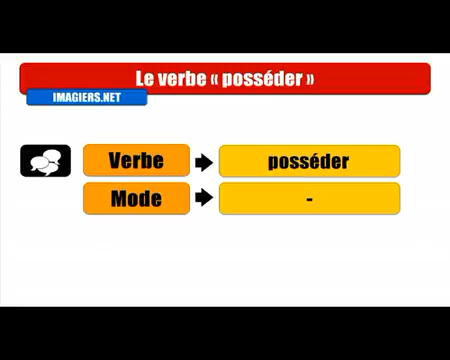 Le verbe « posséder »
IMAGIERS.NET
Verbe posséder
Mode -